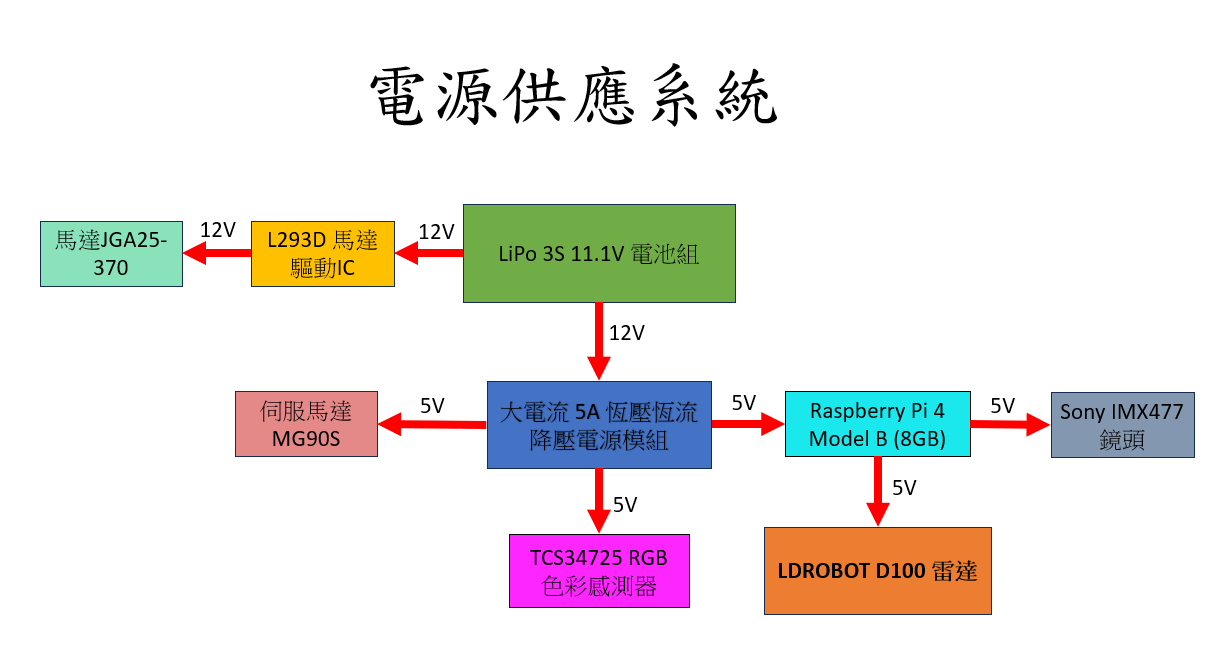 電源供應系統
12V
12V
馬達JGA25-
370
L293D 馬達
驅動IC
LiPo 3S 11.1V 電池組
12V
伺服馬達
MG90S
5V
大電流 5A 恆壓恆流
降壓電源模組
5V
Raspberry Pi 4
Model B (8GB)
5V
Sony IMX477
鏡頭
5V
5V
TCS34725 RGB
色彩感測器
LDROBOT D100 雷達